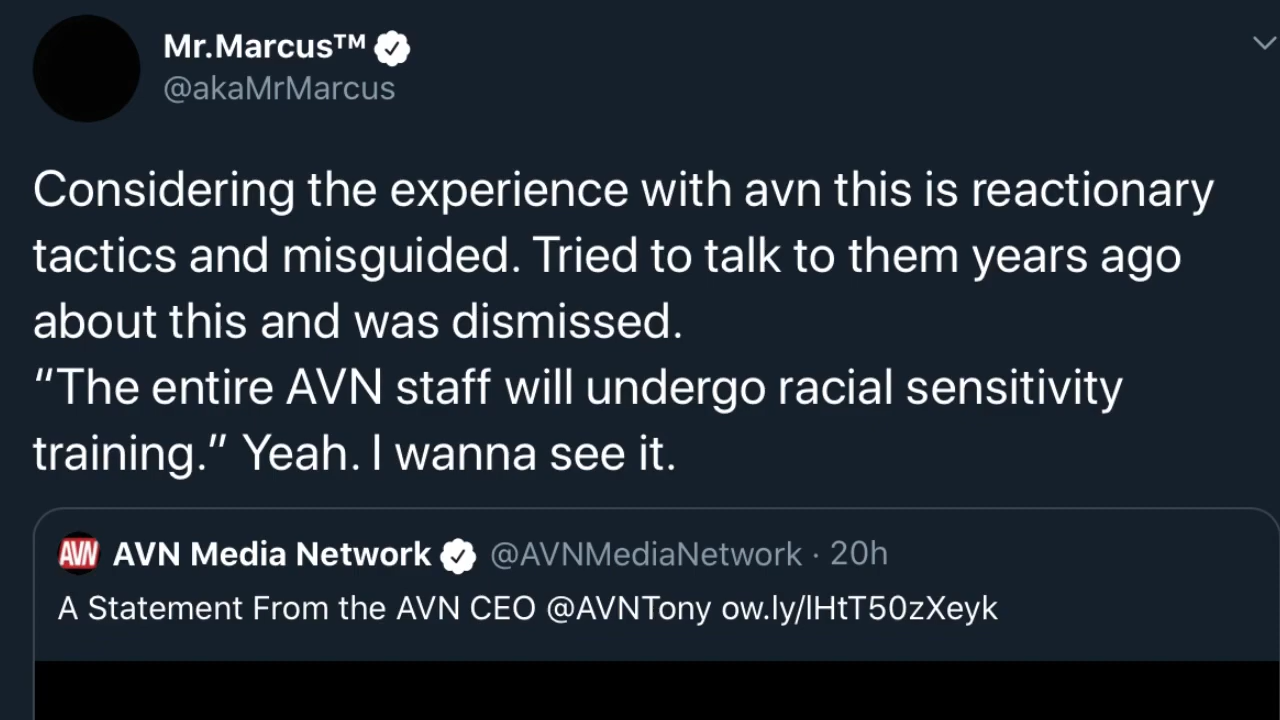 Mr.Marcus™
@akaMrMarcus
Considering the experience with avn this is reactionary
tactics and misguided. Tried to talk to them years ago
about this and was dismissed.
“The entire AVN staff will undergo racial sensitivity
training.” Yeah. I wanna see it.
AVN AVN Media Network @AVNMediaNetwork · 20h
A Statement From the AVN CEO @AVNTony ow.ly/lHtT50zXeyk